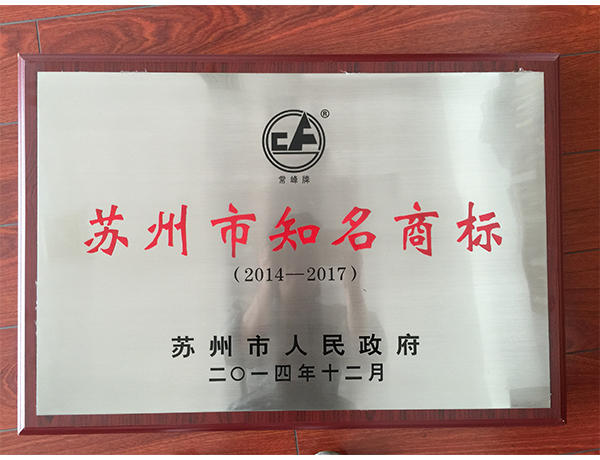 ®
CF
常峰牌
苏州市知名商标
(2014—2017)
苏州市人民政府
二〇一四年十二月